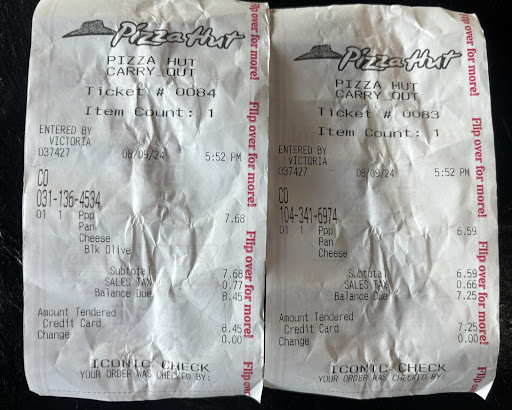 Pizza Hut
PIZZA HUT
CARRY OUT
Ticket # 0084
Item Count: 1
ENTERED BY
VICTORIA
037427 08/09/24 5:52 PM
CO
031-136-4534
01 1 Ppp 7.68
Pan
Cheese
Blk Olive
Subtotal 7.68
SALES TAX 0.77
Balance Due 8.45
Amount Tendered
Credit Card 8.45
Change 0.00
ICONIC CHECK
YOUR ORDER WAS CHECKED BY:
Flip over for more!
Flip over for more!
Flip over for more!
Flip over
Pizza Hut
PIZZA HUT
CARRY OUT
Ticket # 0083
Item Count: 1
ENTERED BY
VICTORIA
037427 08/09/24 5:52 PM
CO
104-341-6974
01 1 Ppp 6.59
Pan
Cheese
Subtotal 6.59
SALES TAX 0.66
Balance Due 7.25
Amount Tendered
Credit Card 7.25
Change 0.00
ICONIC CHECK
YOUR ORDER WAS CHECKED BY:
Flip over for more!
Flip over for more!
Flip over for more!
Flip ov